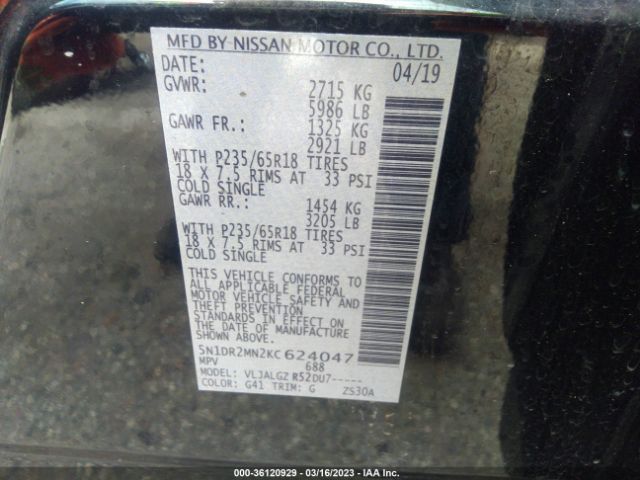 MFD BY NISSAN MOTOR CO., LTD.
DATE: 04/19
GVWR: 2715 KG
5986 LB
GAWR FR.: 1325 KG
2921 LB
WITH P235/65R18 TIRES
18 X 7.5 RIMS AT 33 PSI
COLD SINGLE
GAWR RR.: 1454 KG
3205 LB
WITH P235/65R18 TIRES
18 X 7.5 RIMS AT 33 PSI
COLD SINGLE
THIS VEHICLE CONFORMS TO
ALL APPLICABLE FEDERAL
MOTOR VEHICLE SAFETY AND
THEFT PREVENTION
STANDARDS IN EFFECT ON
THE DATE OF MANUFACTURE
SHOWN ABOVE.
5N1DR2MN2KC624047
MPV 688
MODEL: VLJALGZ R52DU7-----
COLOR: G41 TRIM: G ZS30A
000-36120929 - 03/16/2023 - IAA Inc.